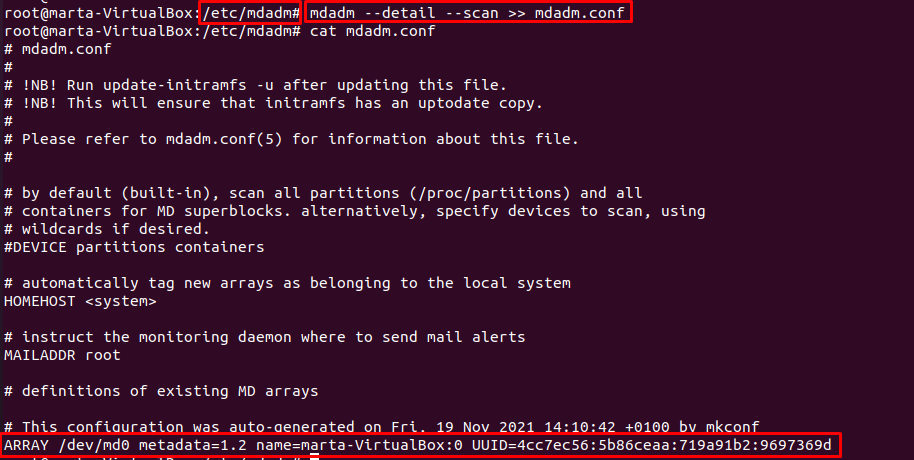 root@marta-VirtualBox:/etc/mdadm# mdadm --detail --scan >> mdadm.conf
root@marta-VirtualBox:/etc/mdadm# cat mdadm.conf
# mdadm.conf
#
# !NB! Run update-initramfs -u after updating this file.
# !NB! This will ensure that initramfs has an uptodate copy.
#
# Please refer to mdadm.conf(5) for information about this file.
#
# by default (built-in), scan all partitions (/proc/partitions) and all
# containers for MD superblocks. alternatively, specify devices to scan, using
# wildcards if desired.
#DEVICE partitions containers
# automatically tag new arrays as belonging to the local system
HOMEHOST <system>
# instruct the monitoring daemon where to send mail alerts
MAILADDR root
# definitions of existing MD arrays
# This configuration was auto-generated on Fri, 19 Nov 2021 14:10:42 +0100 by mkconf
ARRAY /dev/md0 metadata=1.2 name=marta-VirtualBox:0 UUID=4cc7ec56:5b86ceaa:719a91b2:9697369d